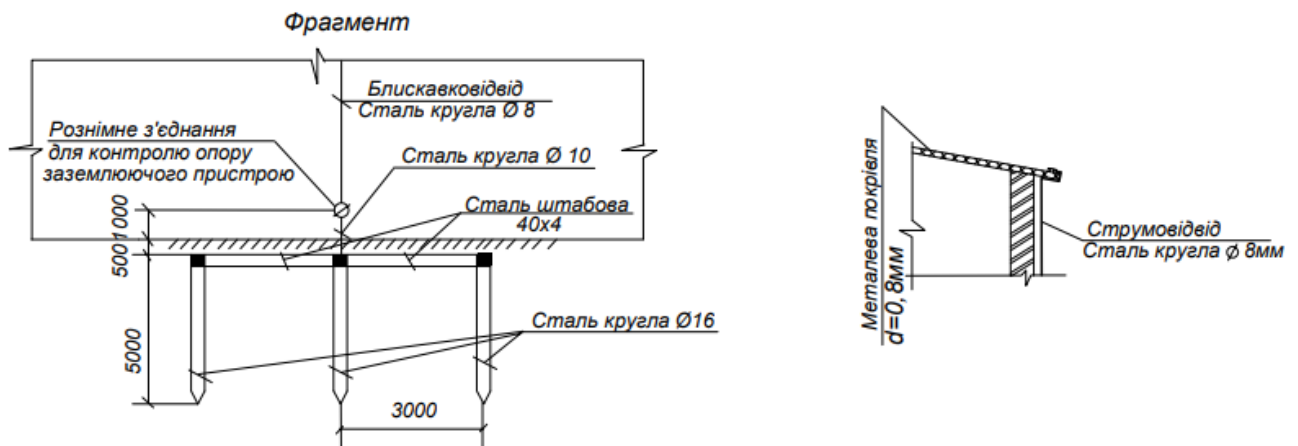 Фрагмент
Блискавковідвід
Сталь кругла Ø 8
Рознімне з'єднання
для контролю опору
заземлюючого пристрою
Сталь кругла Ø 10
Сталь штабова
40х4
1000
500
5000
Сталь кругла Ø16
3000
Металева покрівля
d=0,8мм
Струмовідвід
Сталь кругла ϕ 8мм